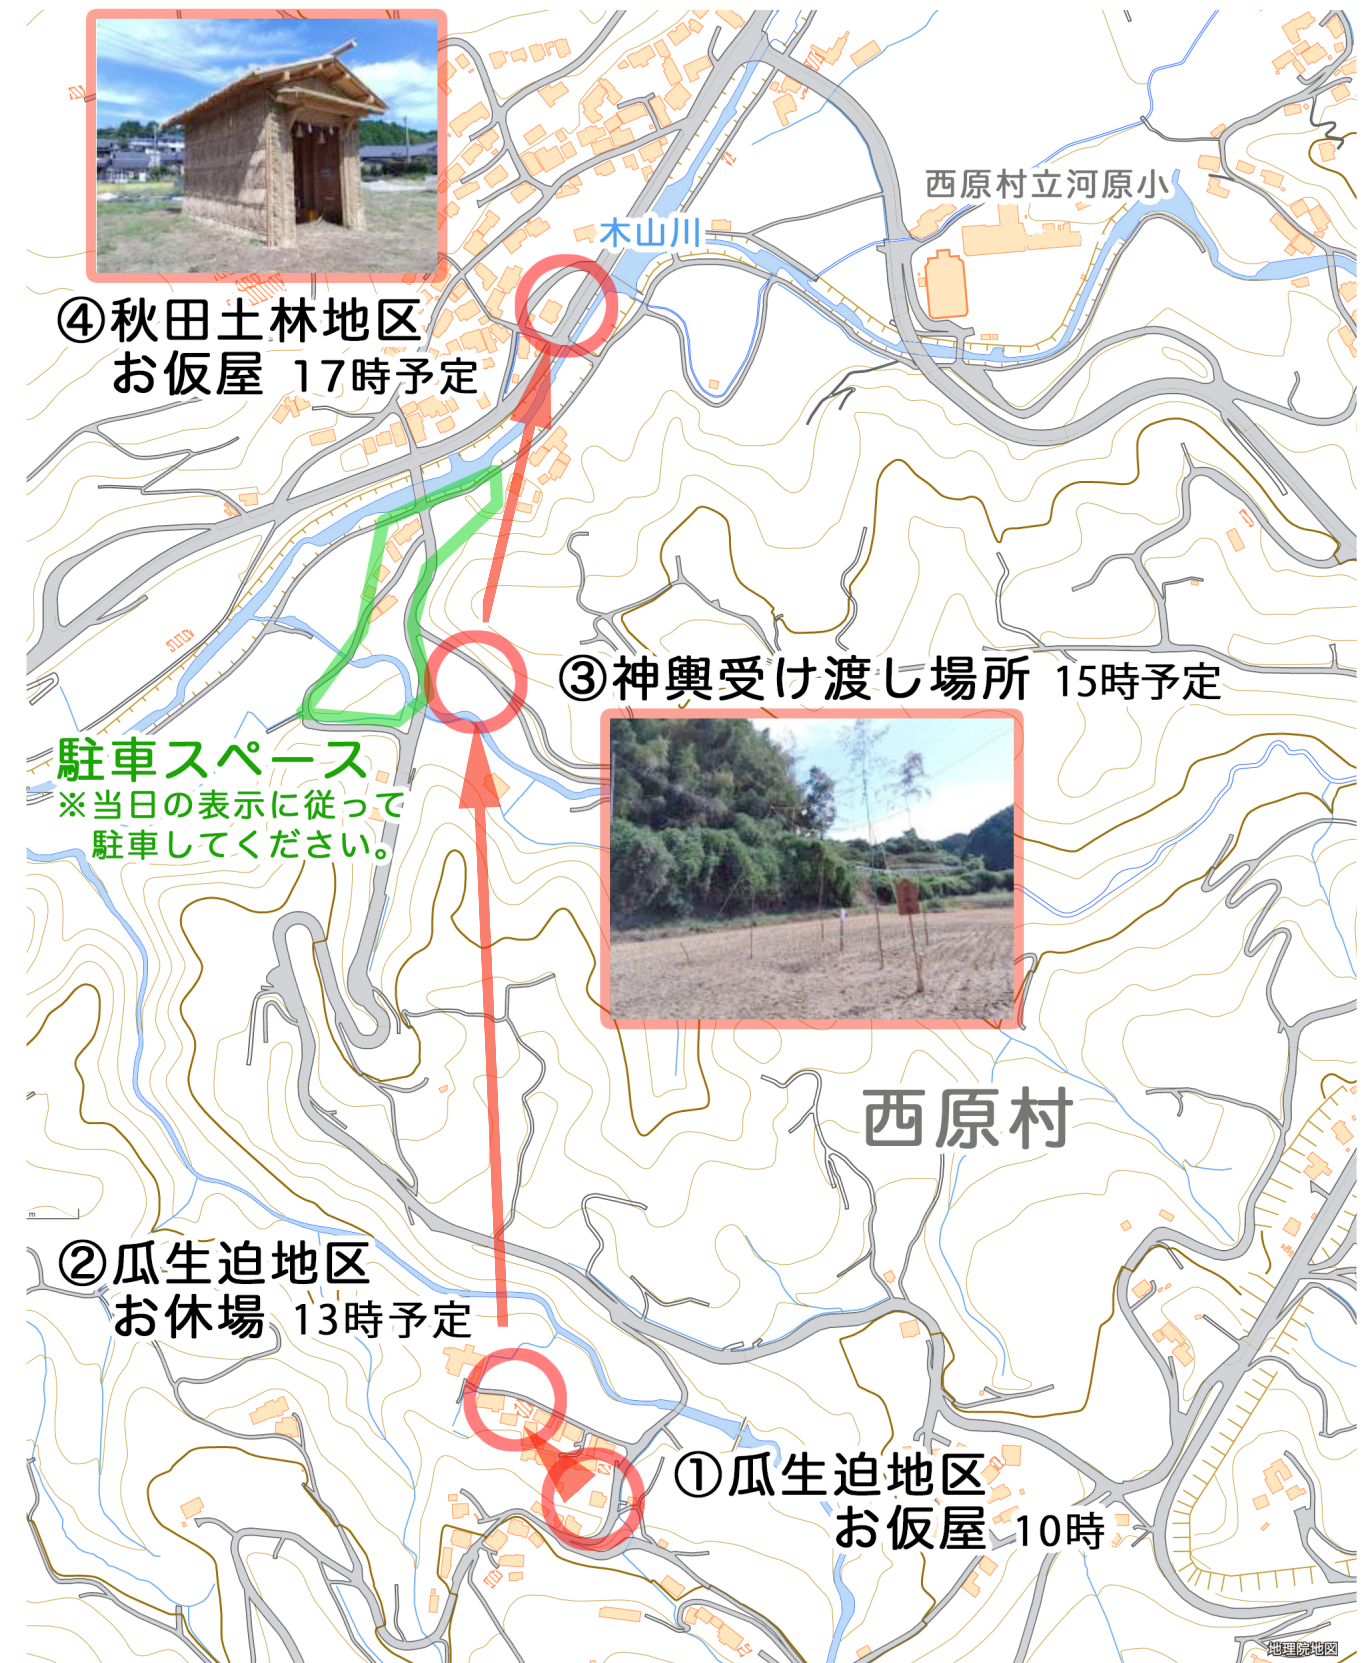 西原村立河原小
木山川
④秋田土林地区
お仮屋 17時予定
③神輿受け渡し場所 15時予定
駐車スペース
※当日の表示に従って
駐車してください。
西原村
m
②瓜生迫地区
お休場 13時予定
①瓜生迫地区
お仮屋 10時
地理院地図